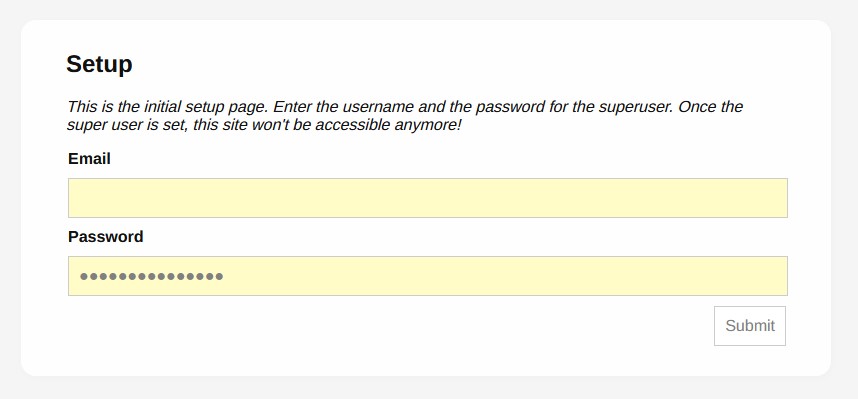 Setup
This is the initial setup page. Enter the username and the password for the superuser. Once the
super user is set, this site won't be accessible anymore!
Email
Password
●●●●●●●●●●●●●●●
Submit